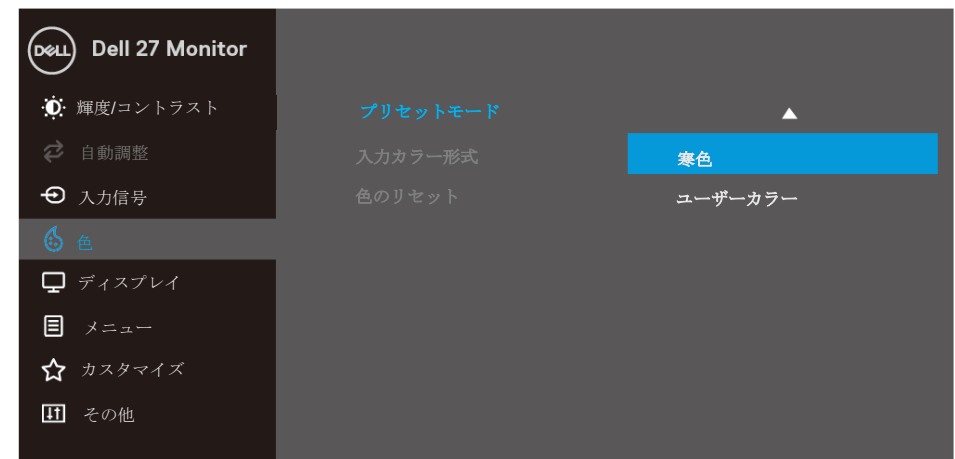 DELL Dell 27 Monitor
輝度/コントラスト
プリセットモード
自動調整
入力カラー形式
寒色
入力信号
色のリセット
ユーザーカラー
色
ディスプレイ
メニュー
カスタマイズ
その他